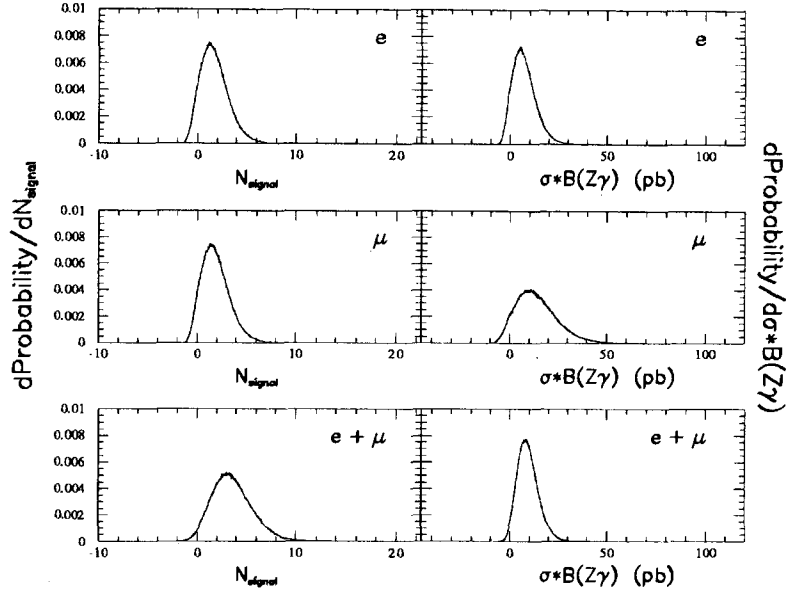 dProbability/dN_signal
0.01
0.008
0.006
0.004
0.002
0
-10 0 10 20
N_signal
e
0 50 100
σ*B(Zγ) (pb)
e
0.01
0.008
0.006
0.004
0.002
0
-10 0 10 20
N_signal
μ
0 50 100
σ*B(Zγ) (pb)
μ
0.01
0.008
0.006
0.004
0.002
0
-10 0 10 20
N_signal
e + μ
0 50 100
σ*B(Zγ) (pb)
e + μ
dProbability/dσ*B(Zγ)